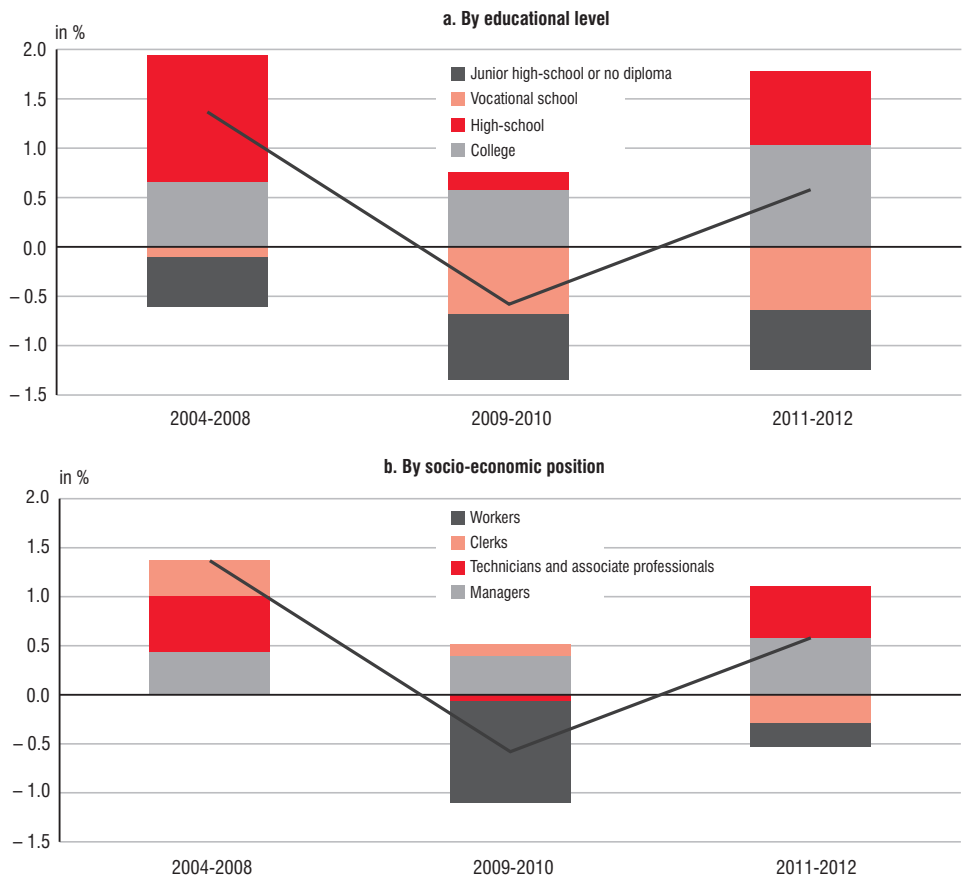 a. By educational level
in %
2.0
1.5
1.0
0.5
0.0
– 0.5
– 1.0
– 1.5
Junior high-school or no diploma
Vocational school
High-school
College
2004-2008
2009-2010
2011-2012
b. By socio-economic position
in %
2.0
1.5
1.0
0.5
0.0
– 0.5
– 1.0
– 1.5
Workers
Clerks
Technicians and associate professionals
Managers
2004-2008
2009-2010
2011-2012